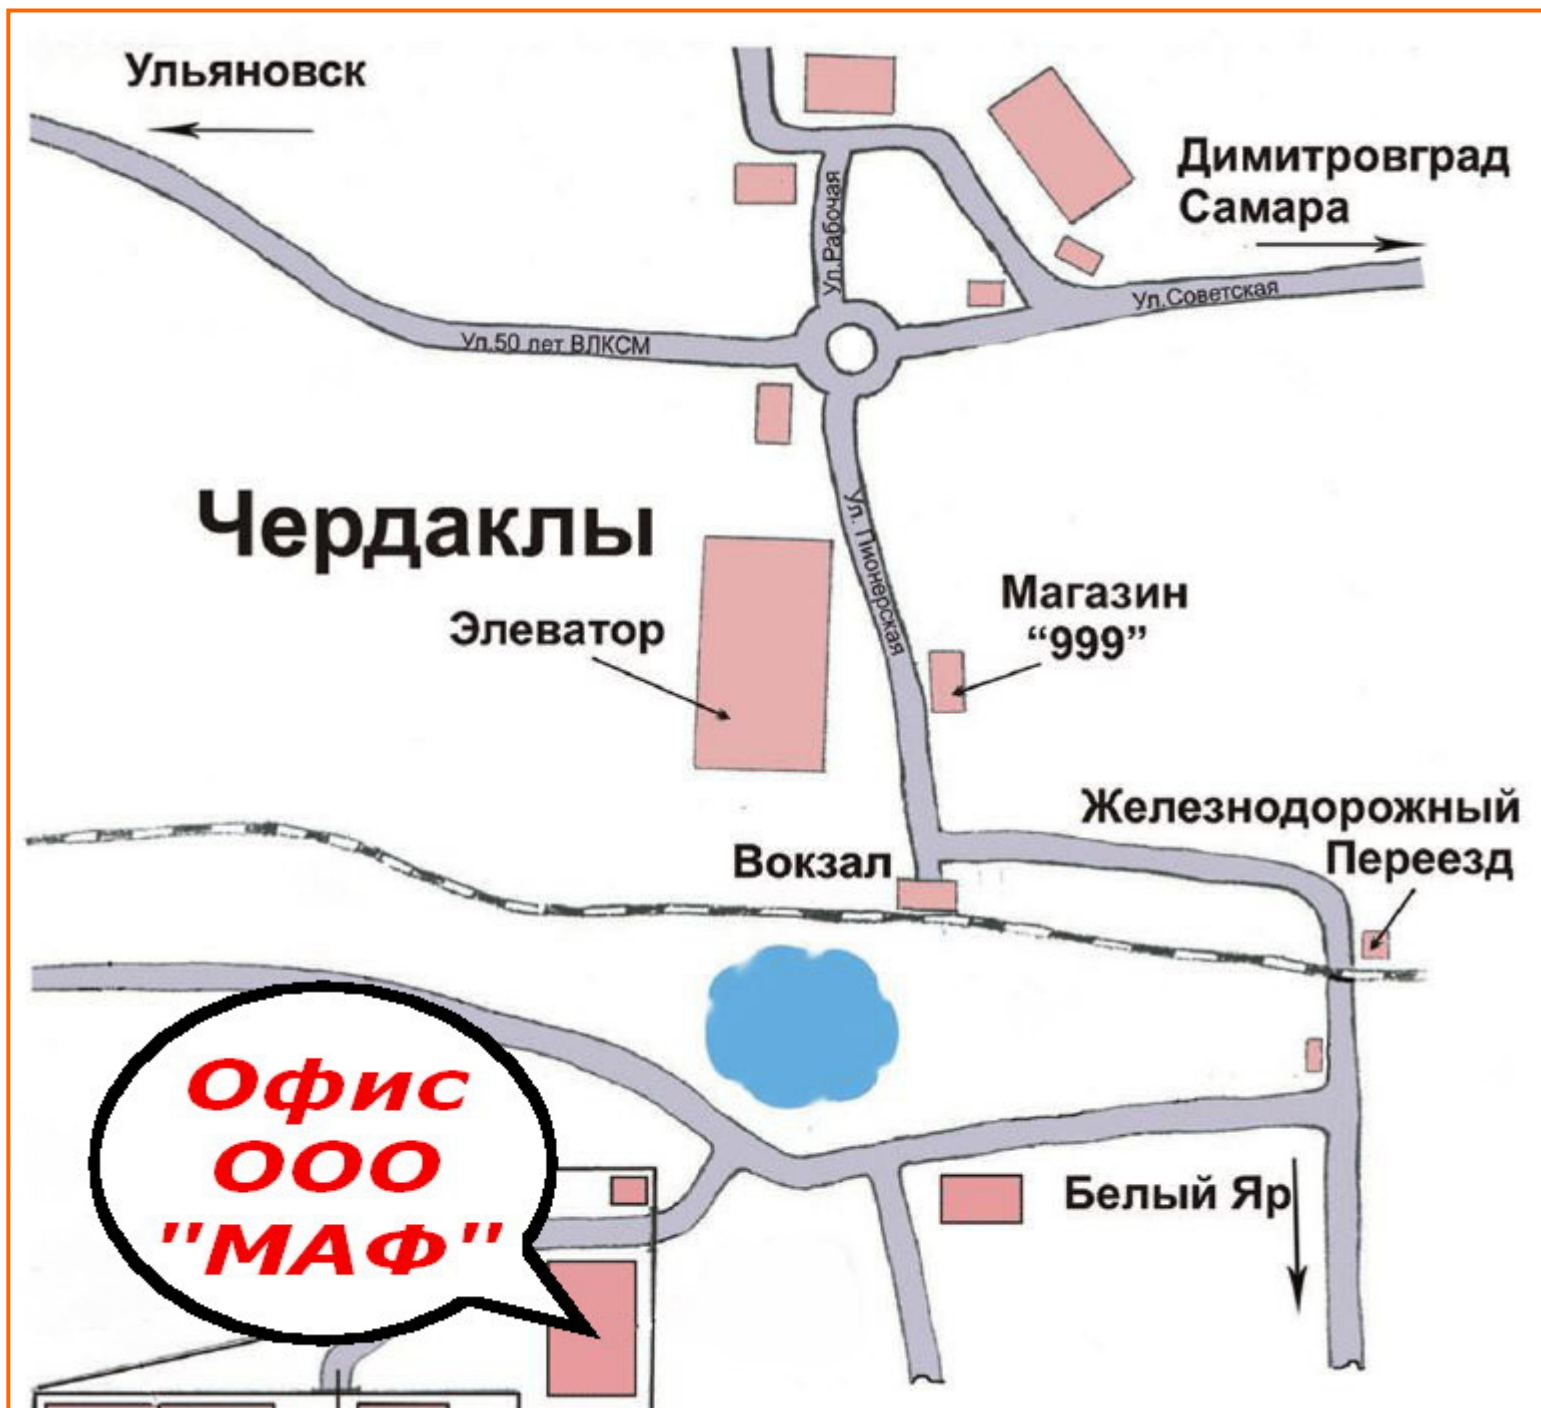 Ульяновск
Димитровград
Самара
Ул.Рабочая
Ул.Советская
Ул.50 лет ВЛКСМ
Чердаклы
Ул. Пионерская
Элеватор
Магазин
“999”
Железнодорожный
Переезд
Вокзал
Офис
ООО
"МАФ"
Белый Яр